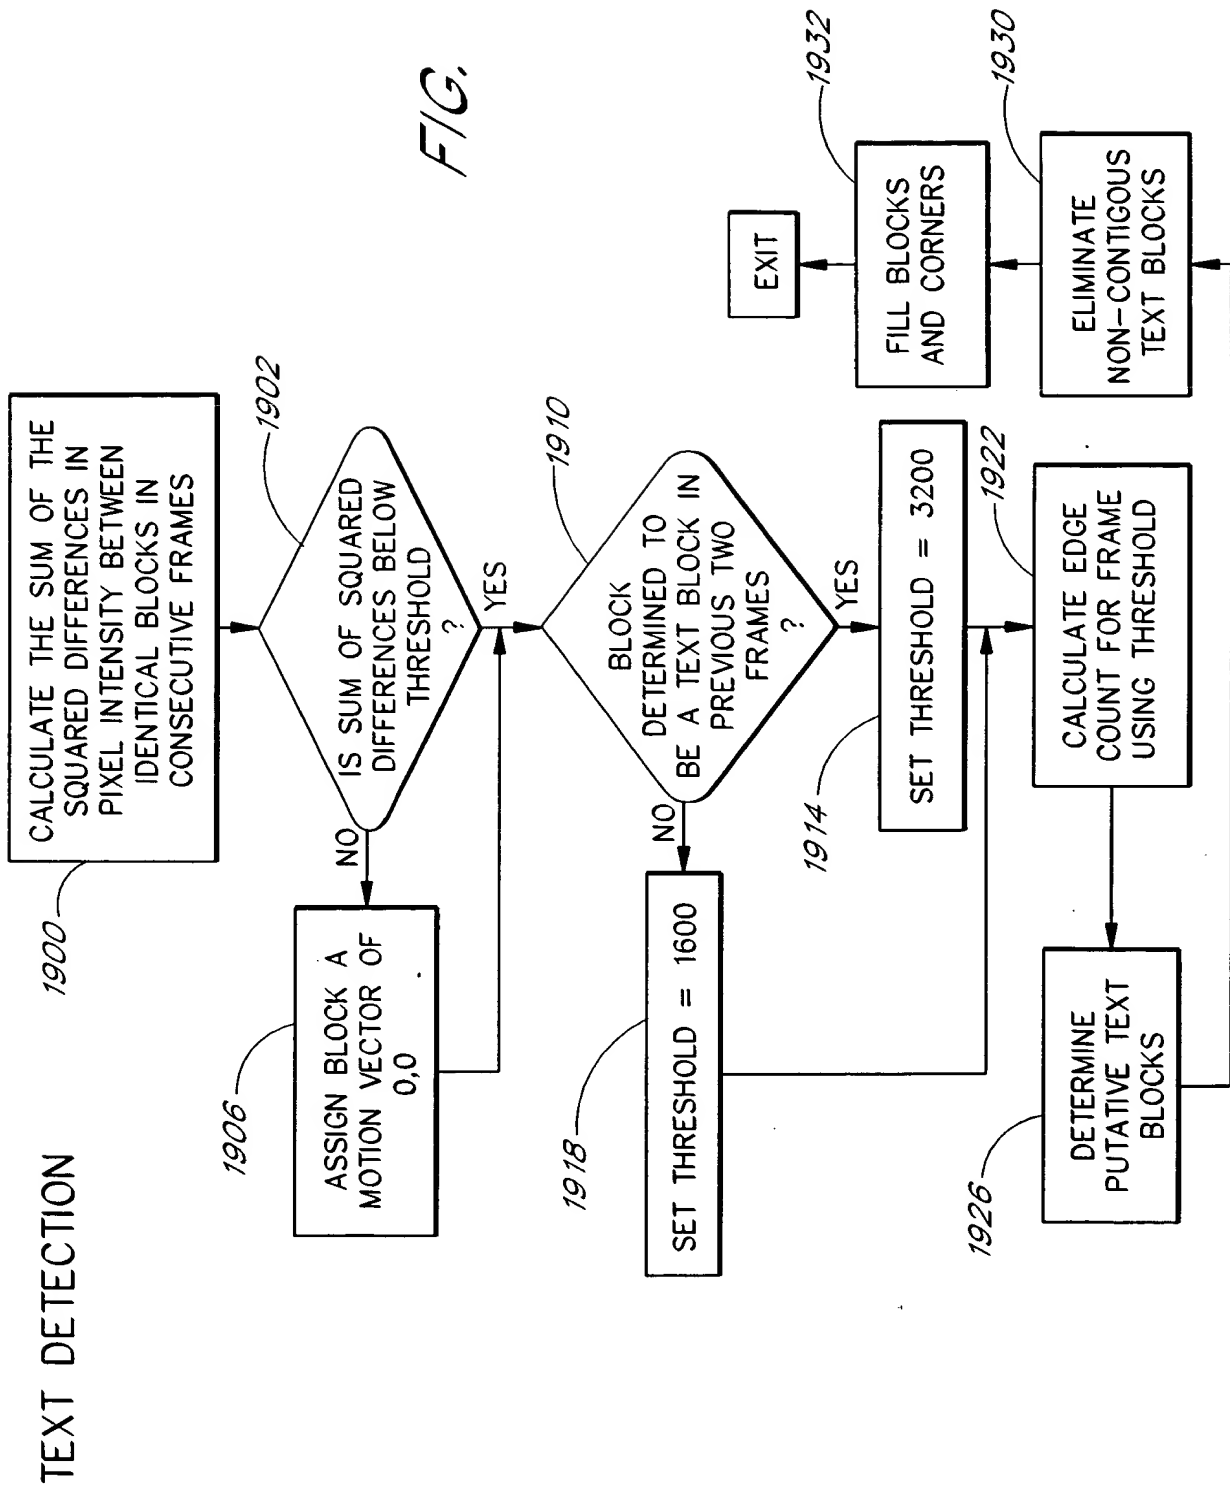 TEXT DETECTION
CALCULATE THE SUM OF THE
SQUARED DIFFERENCES IN
PIXEL INTENSITY BETWEEN
IDENTICAL BLOCKS IN
CONSECUTIVE FRAMES
1900
IS SUM OF SQUARED
DIFFERENCES BELOW
THRESHOLD
?
1902
NO
YES
ASSIGN BLOCK A
MOTION VECTOR OF
0,0
1906
BLOCK
DETERMINED TO
BE A TEXT BLOCK IN
PREVIOUS TWO
FRAMES
?
1910
NO
YES
SET THRESHOLD = 1600
1918
SET THRESHOLD = 3200
1914
CALCULATE EDGE
COUNT FOR FRAME
USING THRESHOLD
1922
DETERMINE
PUTATIVE TEXT
BLOCKS
1926
ELIMINATE
NON-CONTIGOUS
TEXT BLOCKS
1930
FILL BLOCKS
AND CORNERS
1932
EXIT
FIG.